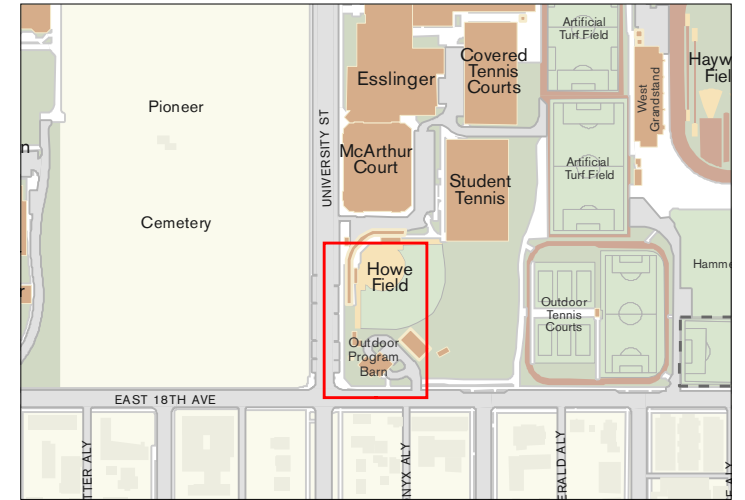 Artificial
Turf Field
Covered
Tennis
Courts
Hayw
Fiel
Esslinger
West
Grandstand
Pioneer
UNIVERSITY ST
n
McArthur
Court
Artificial
Turf Field
Student
Tennis
Cemetery
Howe
Field
Hamme
r
Outdoor
Tennis
Courts
Outdoor
Program
Barn
EAST 18TH AVE
TTER ALY
NYX ALY
ERALD ALY
E ALY